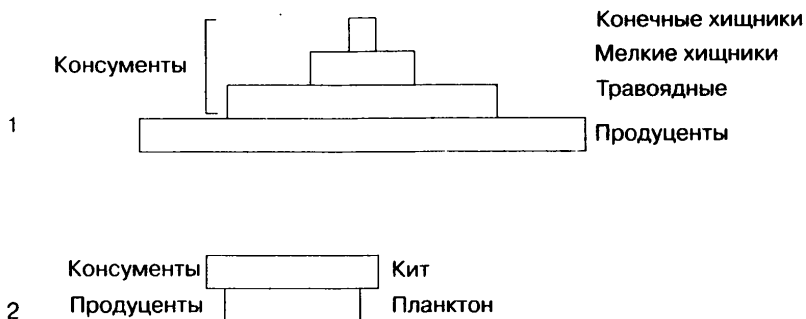 Конечные хищники
Мелкие хищники
Консументы
Травоядные
1
Продуценты
Консументы Кит
2 Продуценты Планктон